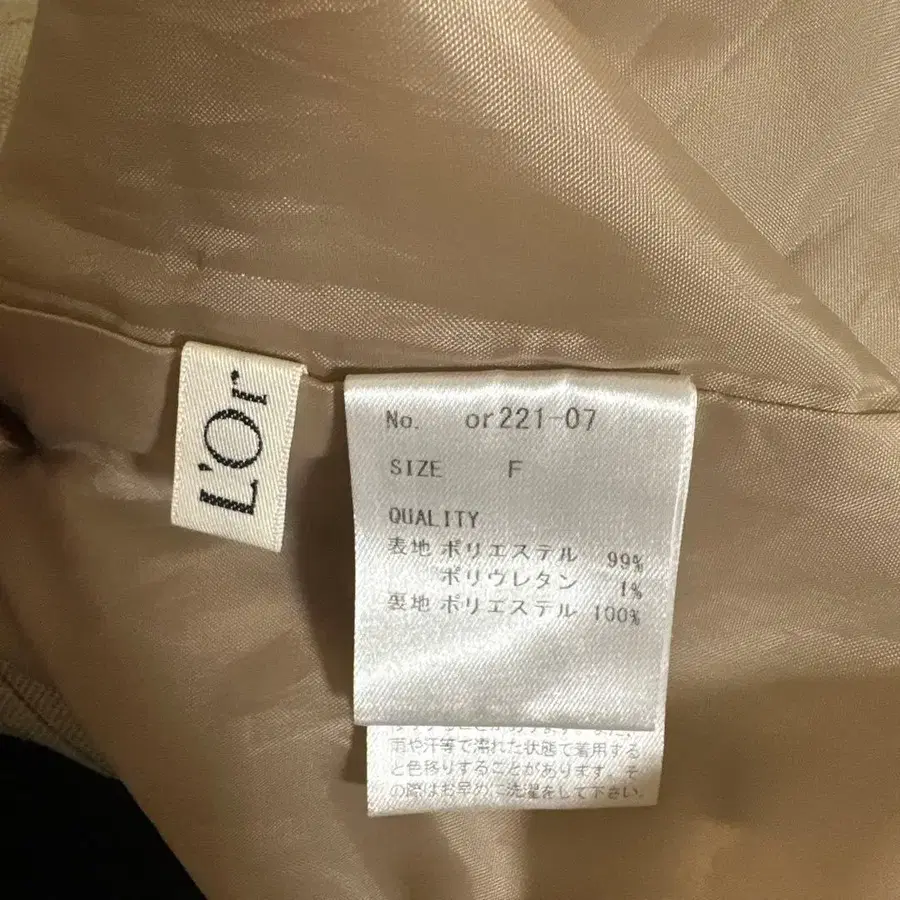 L'Or
No. or221-07
SIZE F
QUALITY
表地 ポリエステル 99%
ポリウレタン 1%
裏地 ポリエステル 100%
雨や汗等で濡れた状態で着用する
と色移りすることがあります。そ
の際はお早めに洗濯をして下さい。